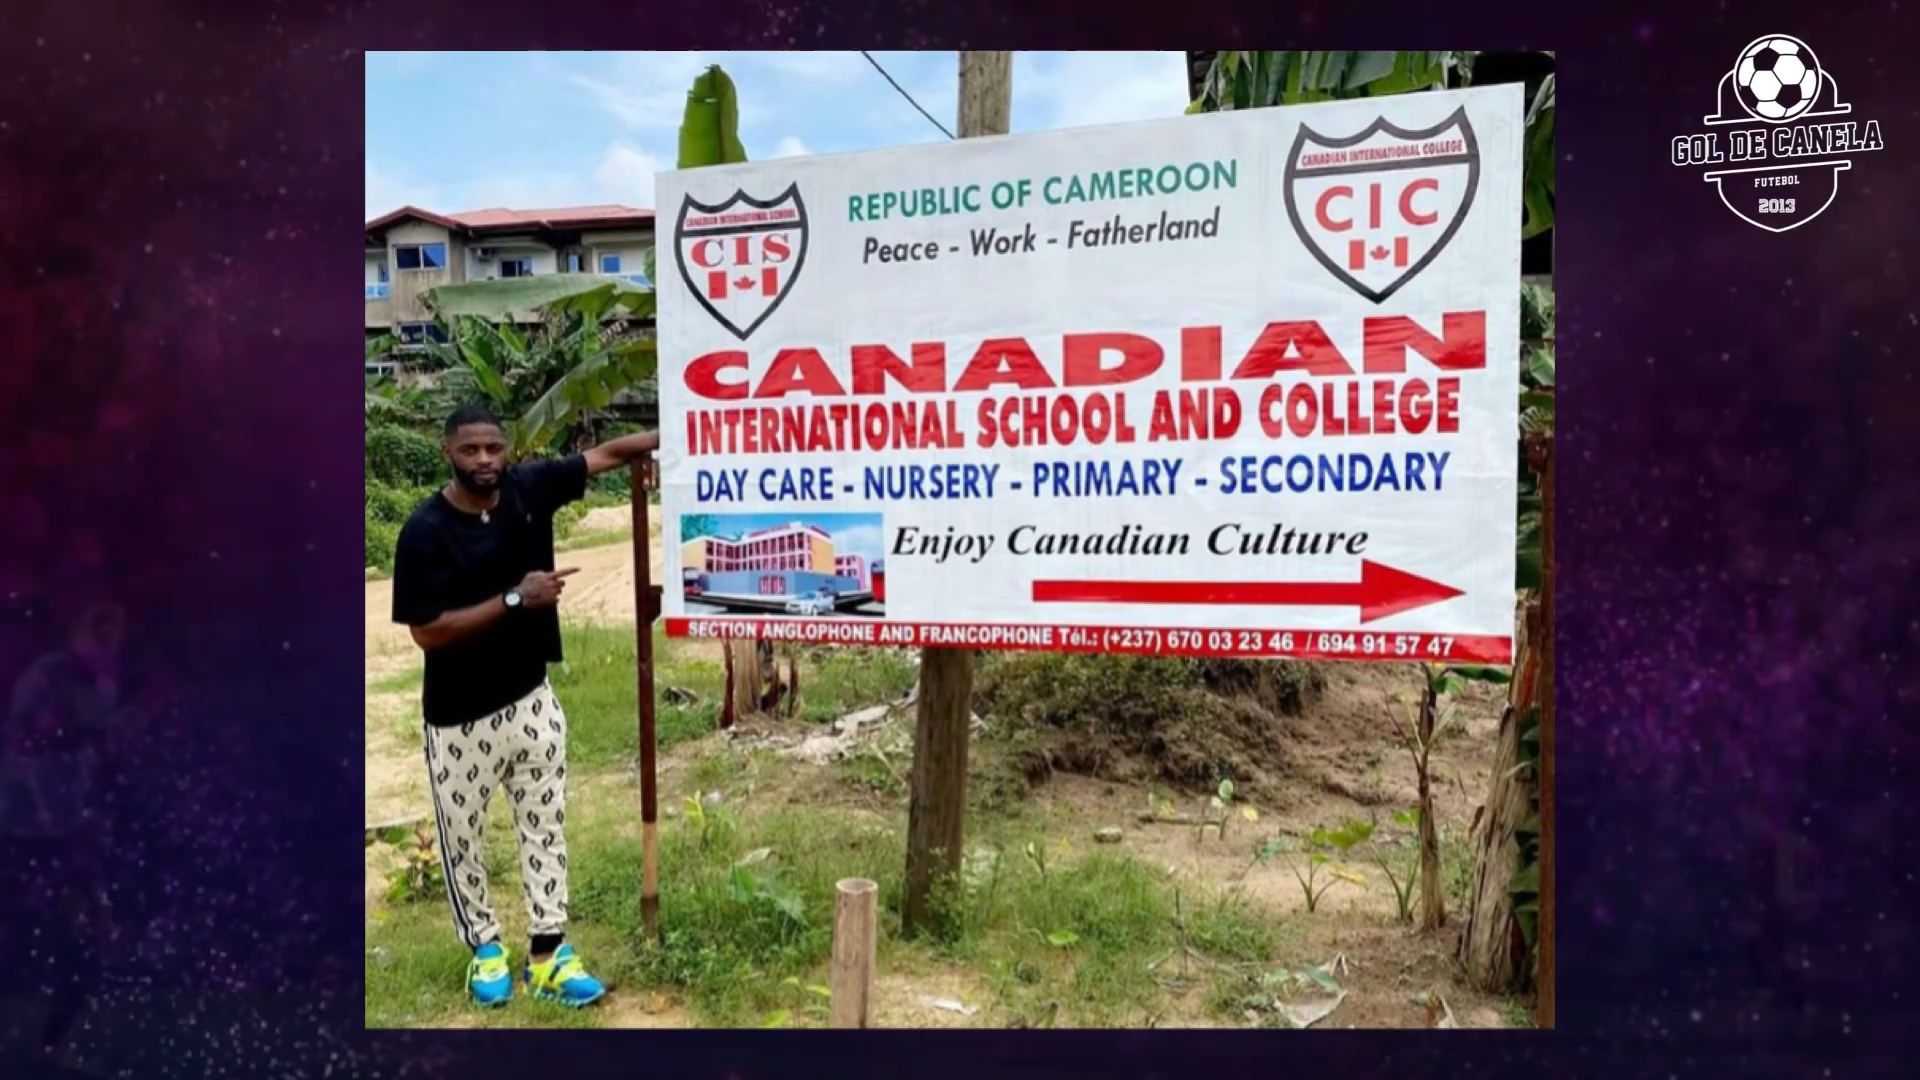 GOL DE CANELA
FUTEBOL
2013
CANADIAN INTERNATIONAL SCHOOL
CIS
REPUBLIC OF CAMEROON
Peace - Work - Fatherland
CANADIAN INTERNATIONAL COLLEGE
CIC
CANADIAN
INTERNATIONAL SCHOOL AND COLLEGE
DAY CARE - NURSERY - PRIMARY - SECONDARY
Enjoy Canadian Culture
SECTION ANGLOPHONE AND FRANCOPHONE Tél.: (+237) 670 03 23 46 / 694 91 57 47